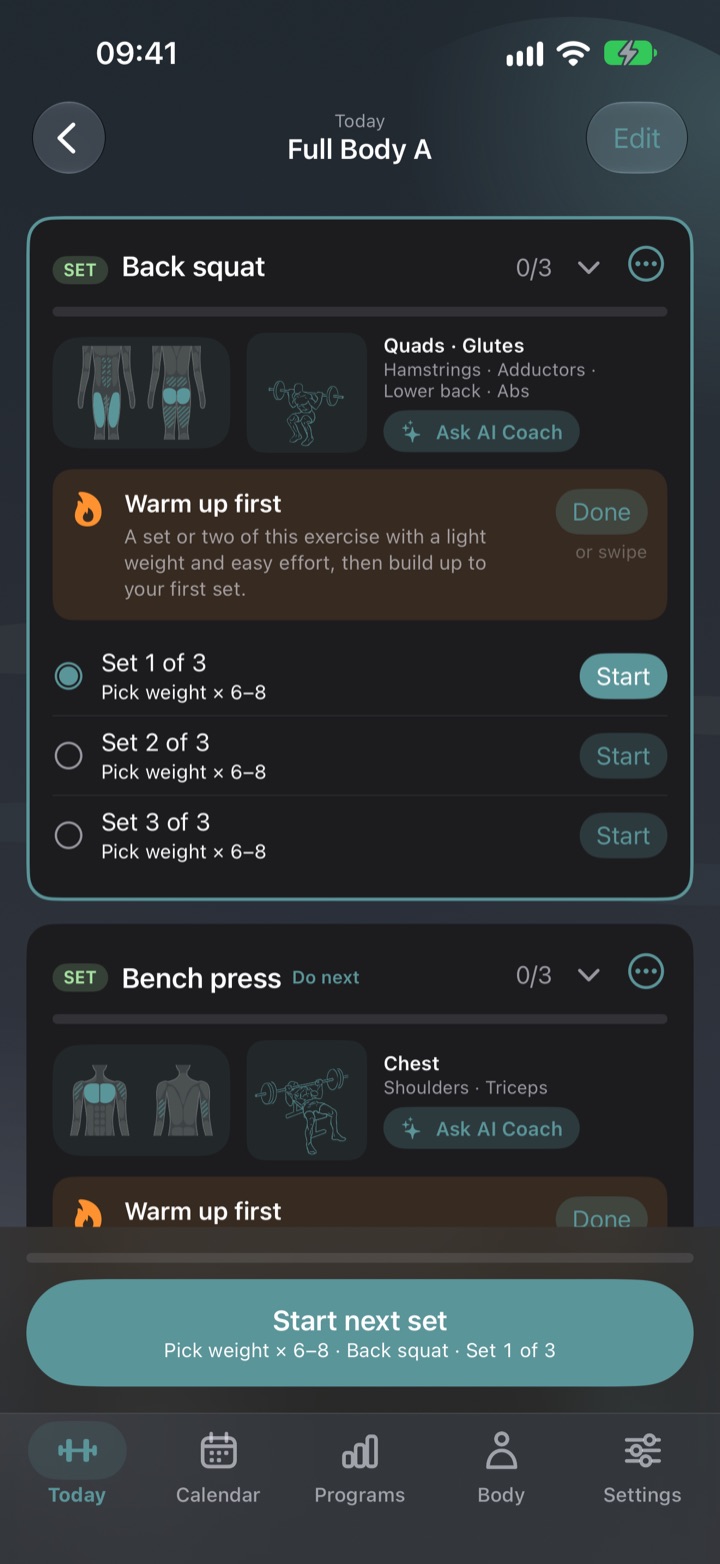 09:41
Today
Full Body A
Edit
SET Back squat 0/3
Quads · Glutes
Hamstrings · Adductors ·
Lower back · Abs
Ask AI Coach
Warm up first
Done
A set or two of this exercise with a light
weight and easy effort, then build up to
your first set.
or swipe
Set 1 of 3
Pick weight × 6–8
Start
Set 2 of 3
Pick weight × 6–8
Start
Set 3 of 3
Pick weight × 6–8
Start
SET Bench press Do next 0/3
Chest
Shoulders · Triceps
Ask AI Coach
Warm up first
Done
Start next set
Pick weight × 6–8 · Back squat · Set 1 of 3
Today Calendar Programs Body Settings